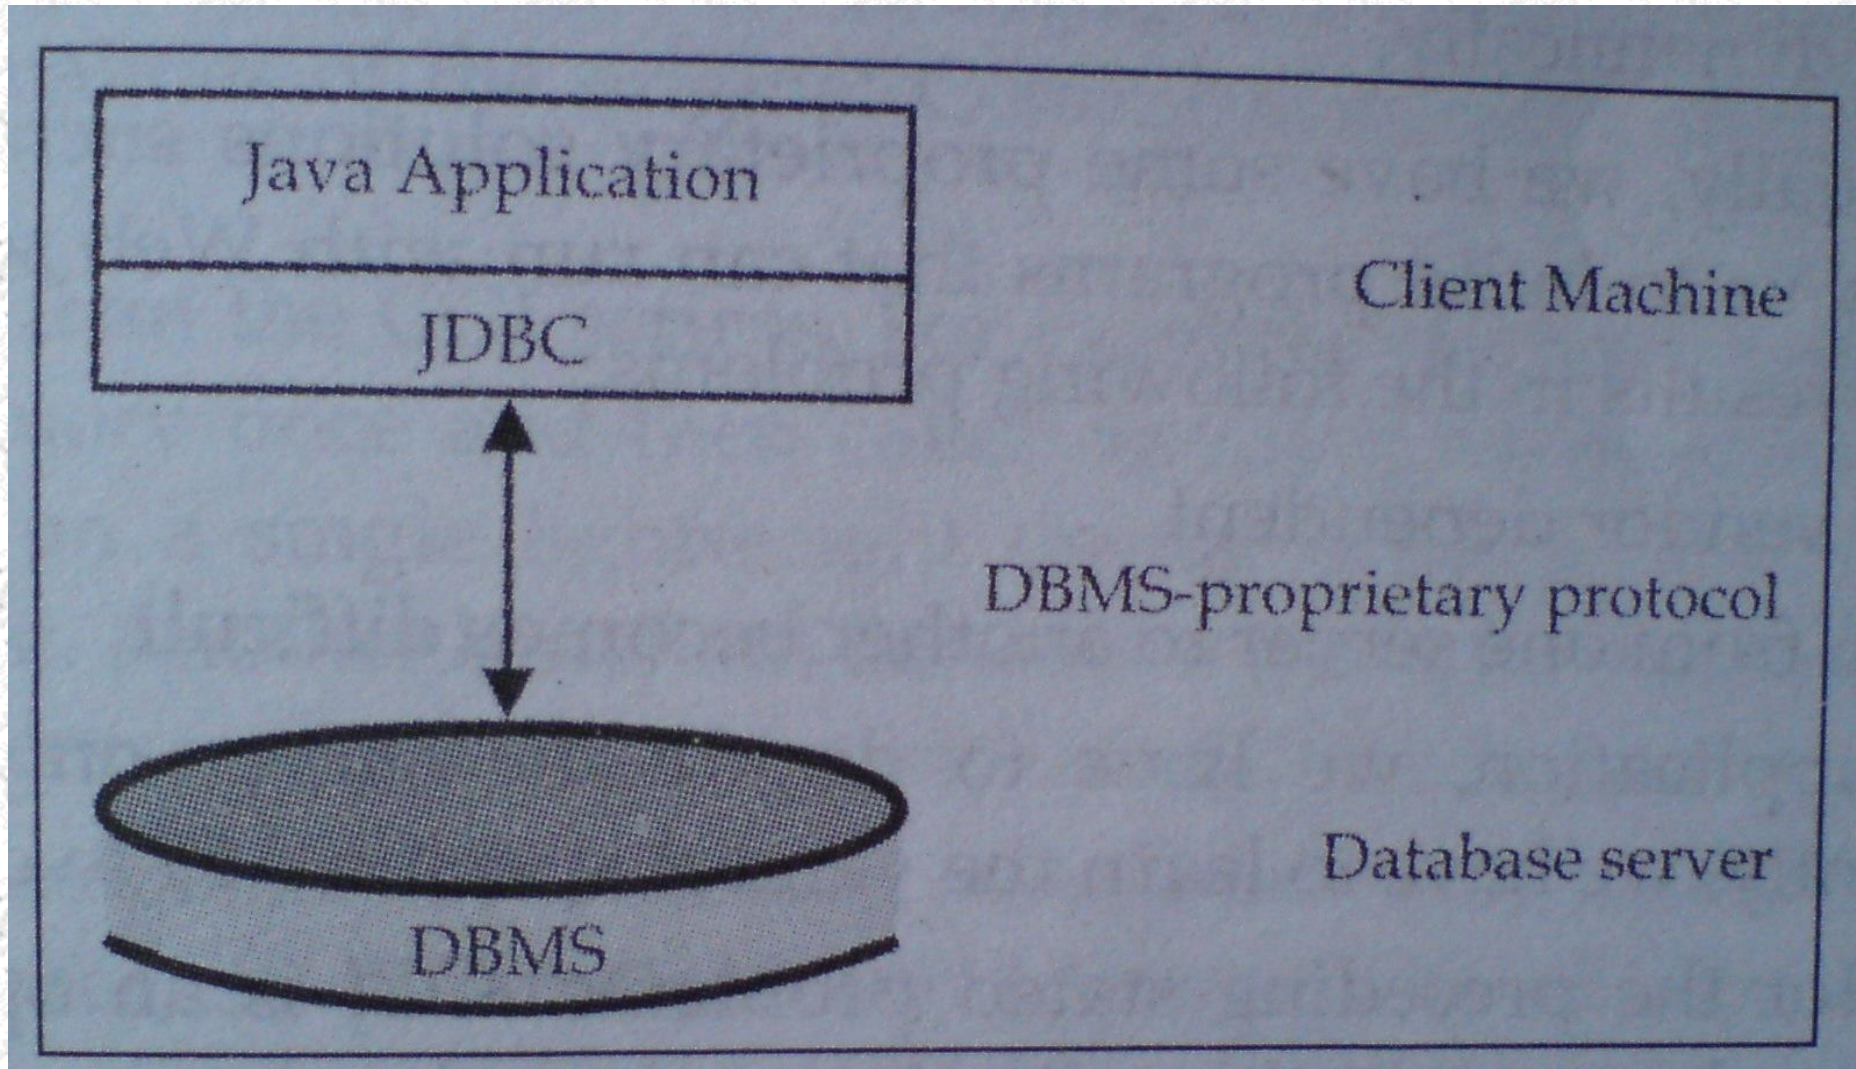 Java Application
JDBC
Client Machine
DBMS-proprietary protocol
Database server
DBMS